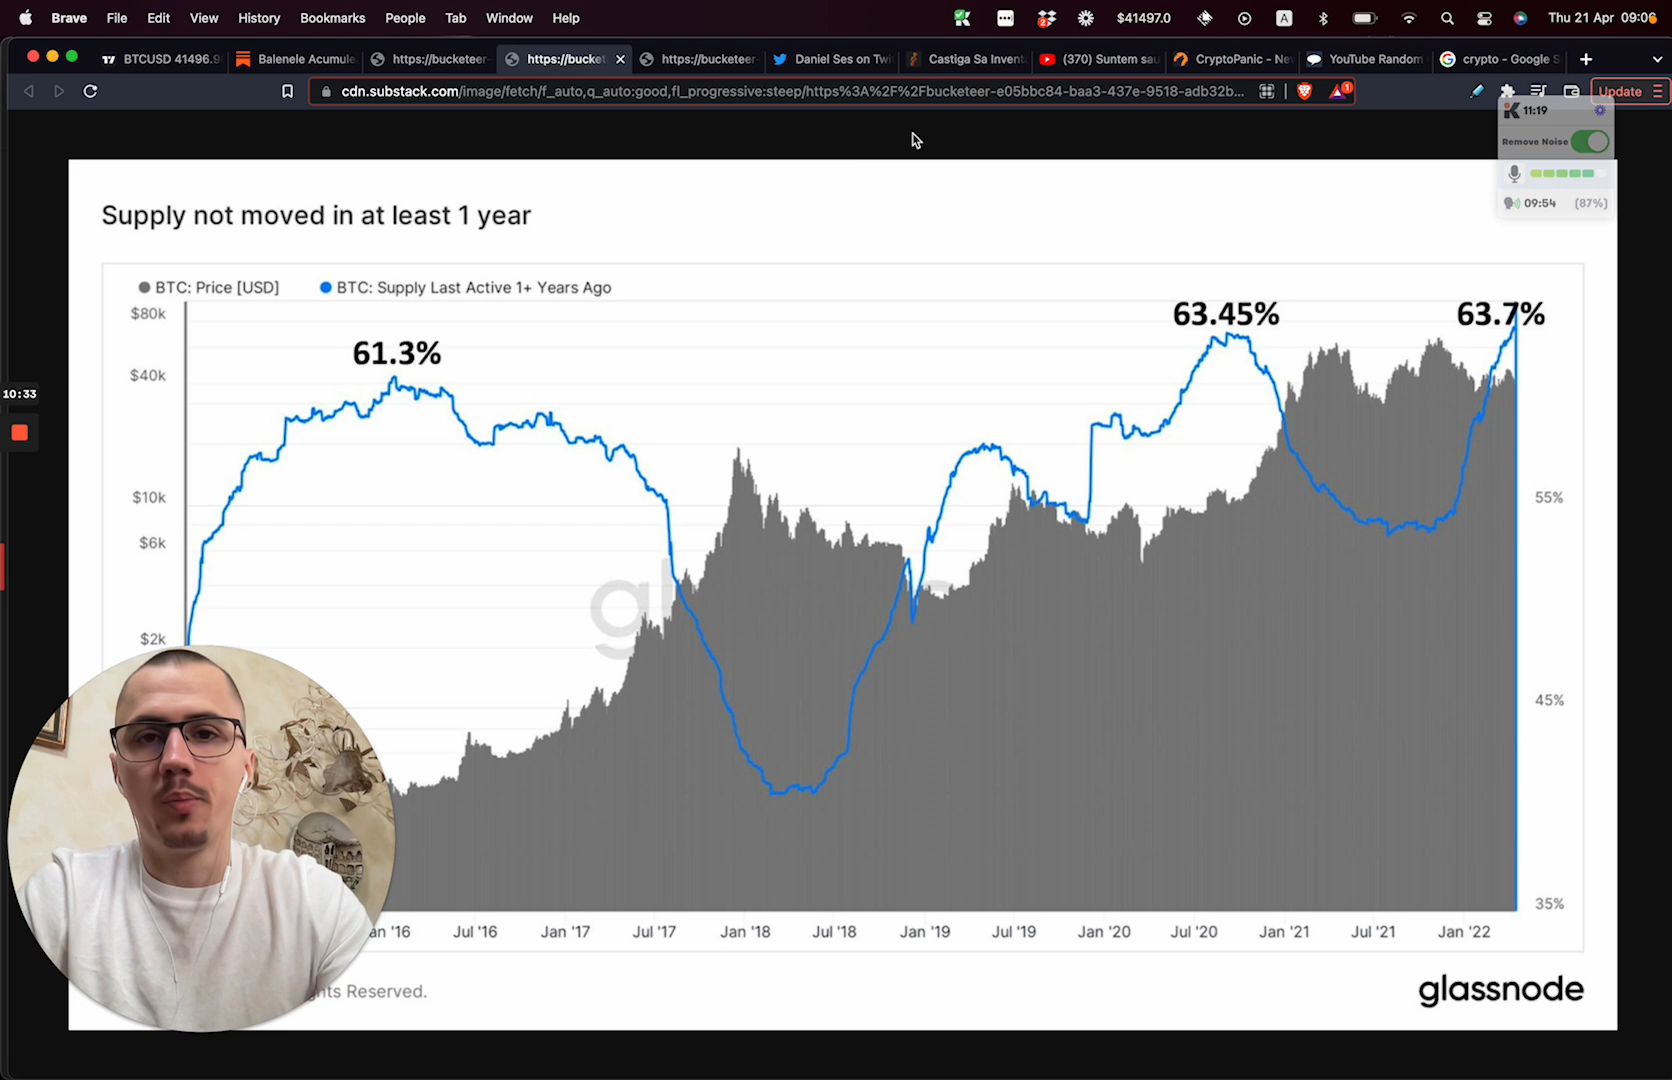 Brave File Edit View History Bookmarks People Tab Window Help $41497.0 A Thu 21 Apr 09:06
BTCUSD 41496.9 Balenele Acumule https://bucketeer- https://bucket https://bucketeer- Daniel Ses on Twi Castiga Sa Invent (370) Suntem sau CryptoPanic - Ne YouTube Random crypto - Google S
cdn.substack.com/image/fetch/f_auto,q_auto:good,fl_progressive:steep/https%3A%2F%2Fbucketeer-e05bbc84-baa3-437e-9518-adb32b... Update
11:19
Remove Noise
09:54 (87%)
Supply not moved in at least 1 year
BTC: Price [USD] BTC: Supply Last Active 1+ Years Ago
$80k
61.3%
63.45%
63.7%
$40k
10:33
$10k
55%
$6k
$2k
45%
35%
an '16 Jul '16 Jan '17 Jul '17 Jan '18 Jul '18 Jan '19 Jul '19 Jan '20 Jul '20 Jan '21 Jul '21 Jan '22
hts Reserved.
glassnode